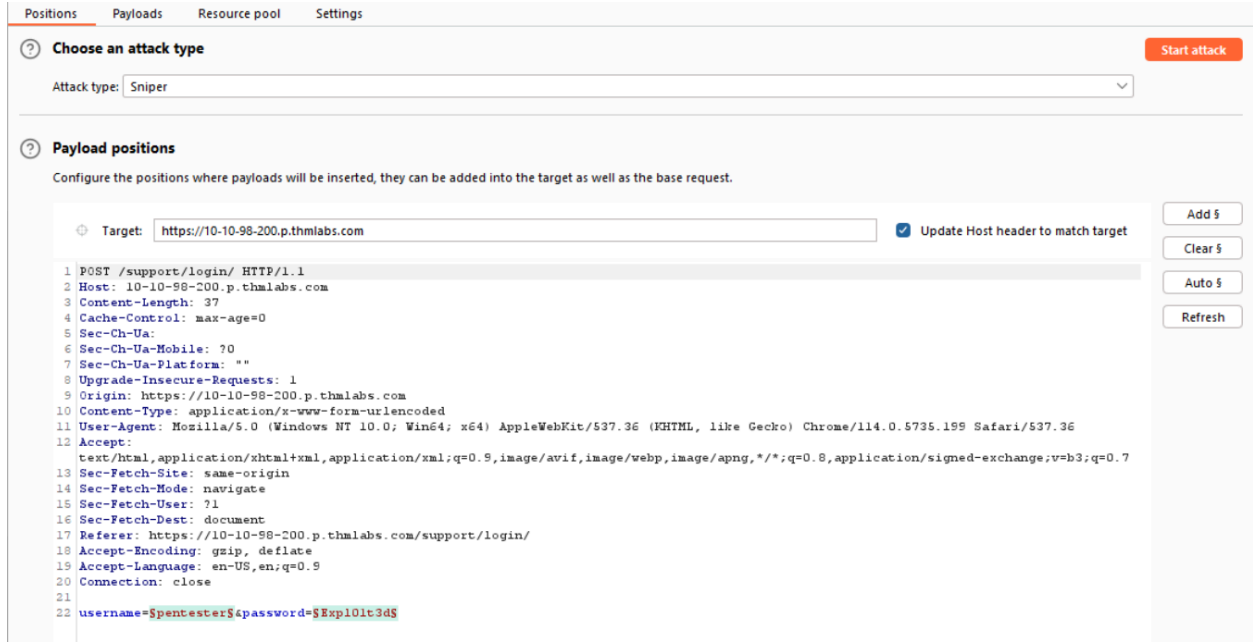 Positions Payloads Resource pool Settings
? Choose an attack type
Start attack
Attack type: Sniper
? Payload positions
Configure the positions where payloads will be inserted, they can be added into the target as well as the base request.
Target: https://10-10-98-200.p.thmlabs.com Update Host header to match target
Add §
Clear §
Auto §
Refresh
1 POST /support/login/ HTTP/1.1
2 Host: 10-10-98-200.p.thmlabs.com
3 Content-Length: 37
4 Cache-Control: max-age=0
5 Sec-Ch-Ua:
6 Sec-Ch-Ua-Mobile: ?0
7 Sec-Ch-Ua-Platform: ""
8 Upgrade-Insecure-Requests: 1
9 Origin: https://10-10-98-200.p.thmlabs.com
10 Content-Type: application/x-www-form-urlencoded
11 User-Agent: Mozilla/5.0 (Windows NT 10.0; Win64; x64) AppleWebKit/537.36 (KHTML, like Gecko) Chrome/114.0.5735.199 Safari/537.36
12 Accept:
text/html,application/xhtml+xml,application/xml;q=0.9,image/avif,image/webp,image/apng,*/*;q=0.8,application/signed-exchange;v=b3;q=0.7
13 Sec-Fetch-Site: same-origin
14 Sec-Fetch-Mode: navigate
15 Sec-Fetch-User: ?1
16 Sec-Fetch-Dest: document
17 Referer: https://10-10-98-200.p.thmlabs.com/support/login/
18 Accept-Encoding: gzip, deflate
19 Accept-Language: en-US,en;q=0.9
20 Connection: close
21
22 username=§pentester§&password=§Expl01t3d§